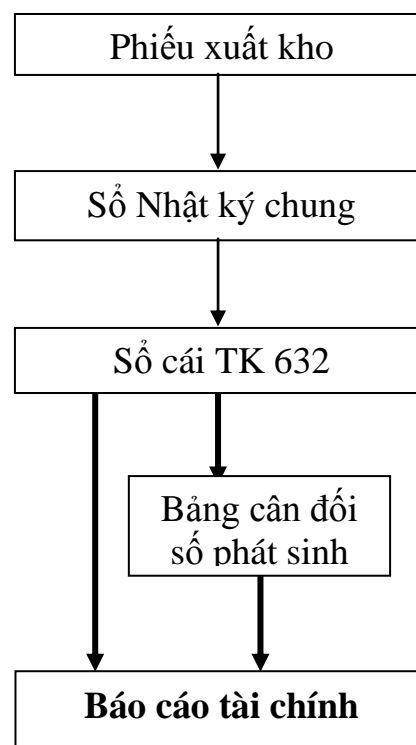 Phiếu xuất kho
Sổ Nhật ký chung
Sổ cái TK 632
Bảng cân đối
số phát sinh
Báo cáo tài chính